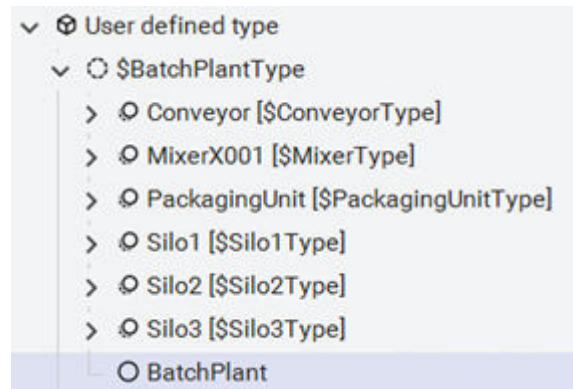 User defined type
$BatchPlantType
Conveyor [$ConveyorType]
MixerX001 [$MixerType]
PackagingUnit [$PackagingUnitType]
Silo1 [$Silo1Type]
Silo2 [$Silo2Type]
Silo3 [$Silo3Type]
BatchPlant